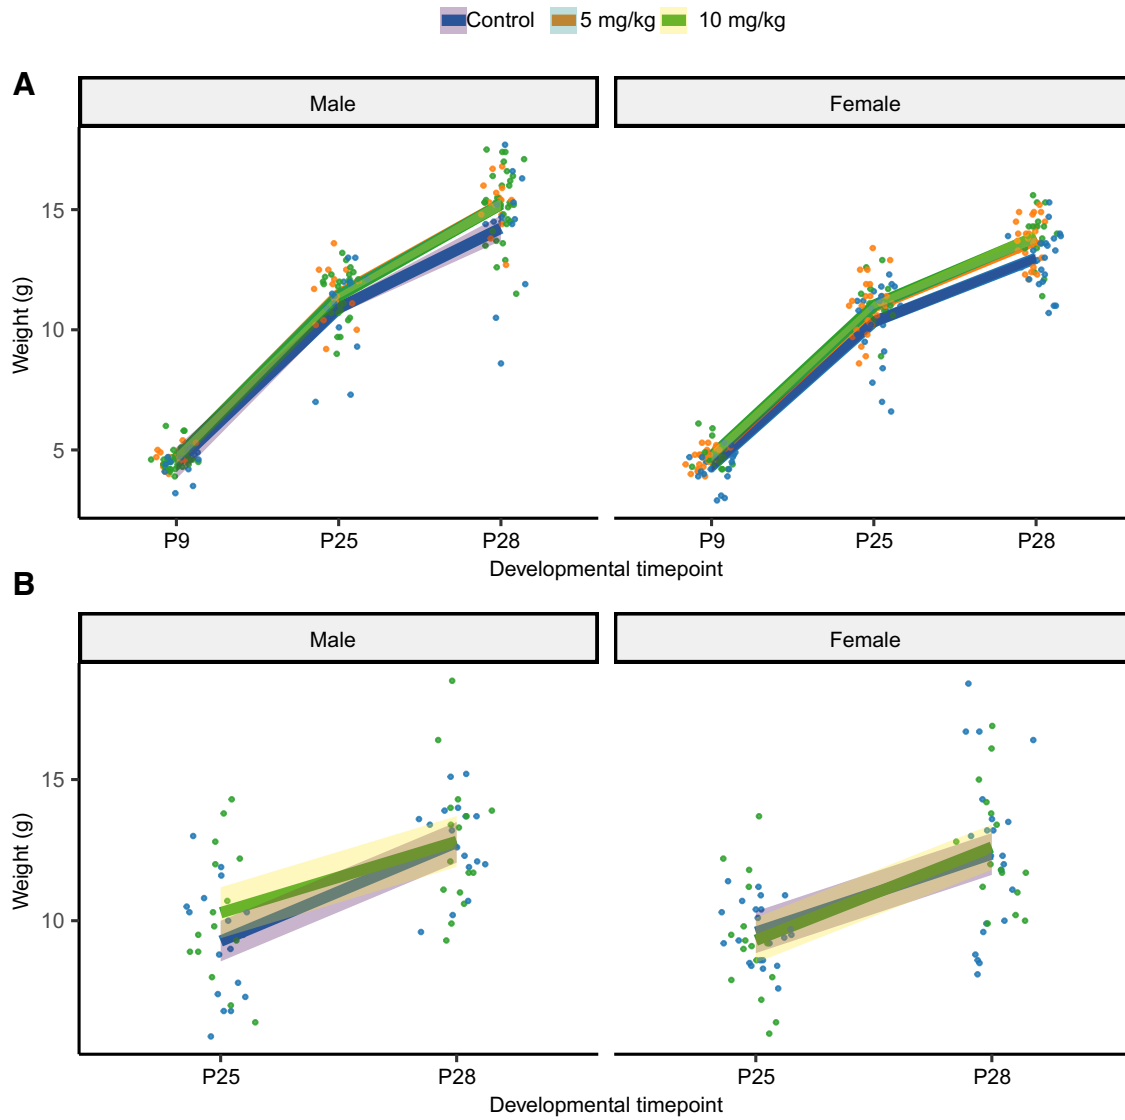 Control 5 mg/kg 10 mg/kg
A
Male Female
Weight (g)
15
10
5
P9 P25 P28 P9 P25 P28
Developmental timepoint
B
Male Female
Weight (g)
15
10
P25 P28 P25 P28
Developmental timepoint